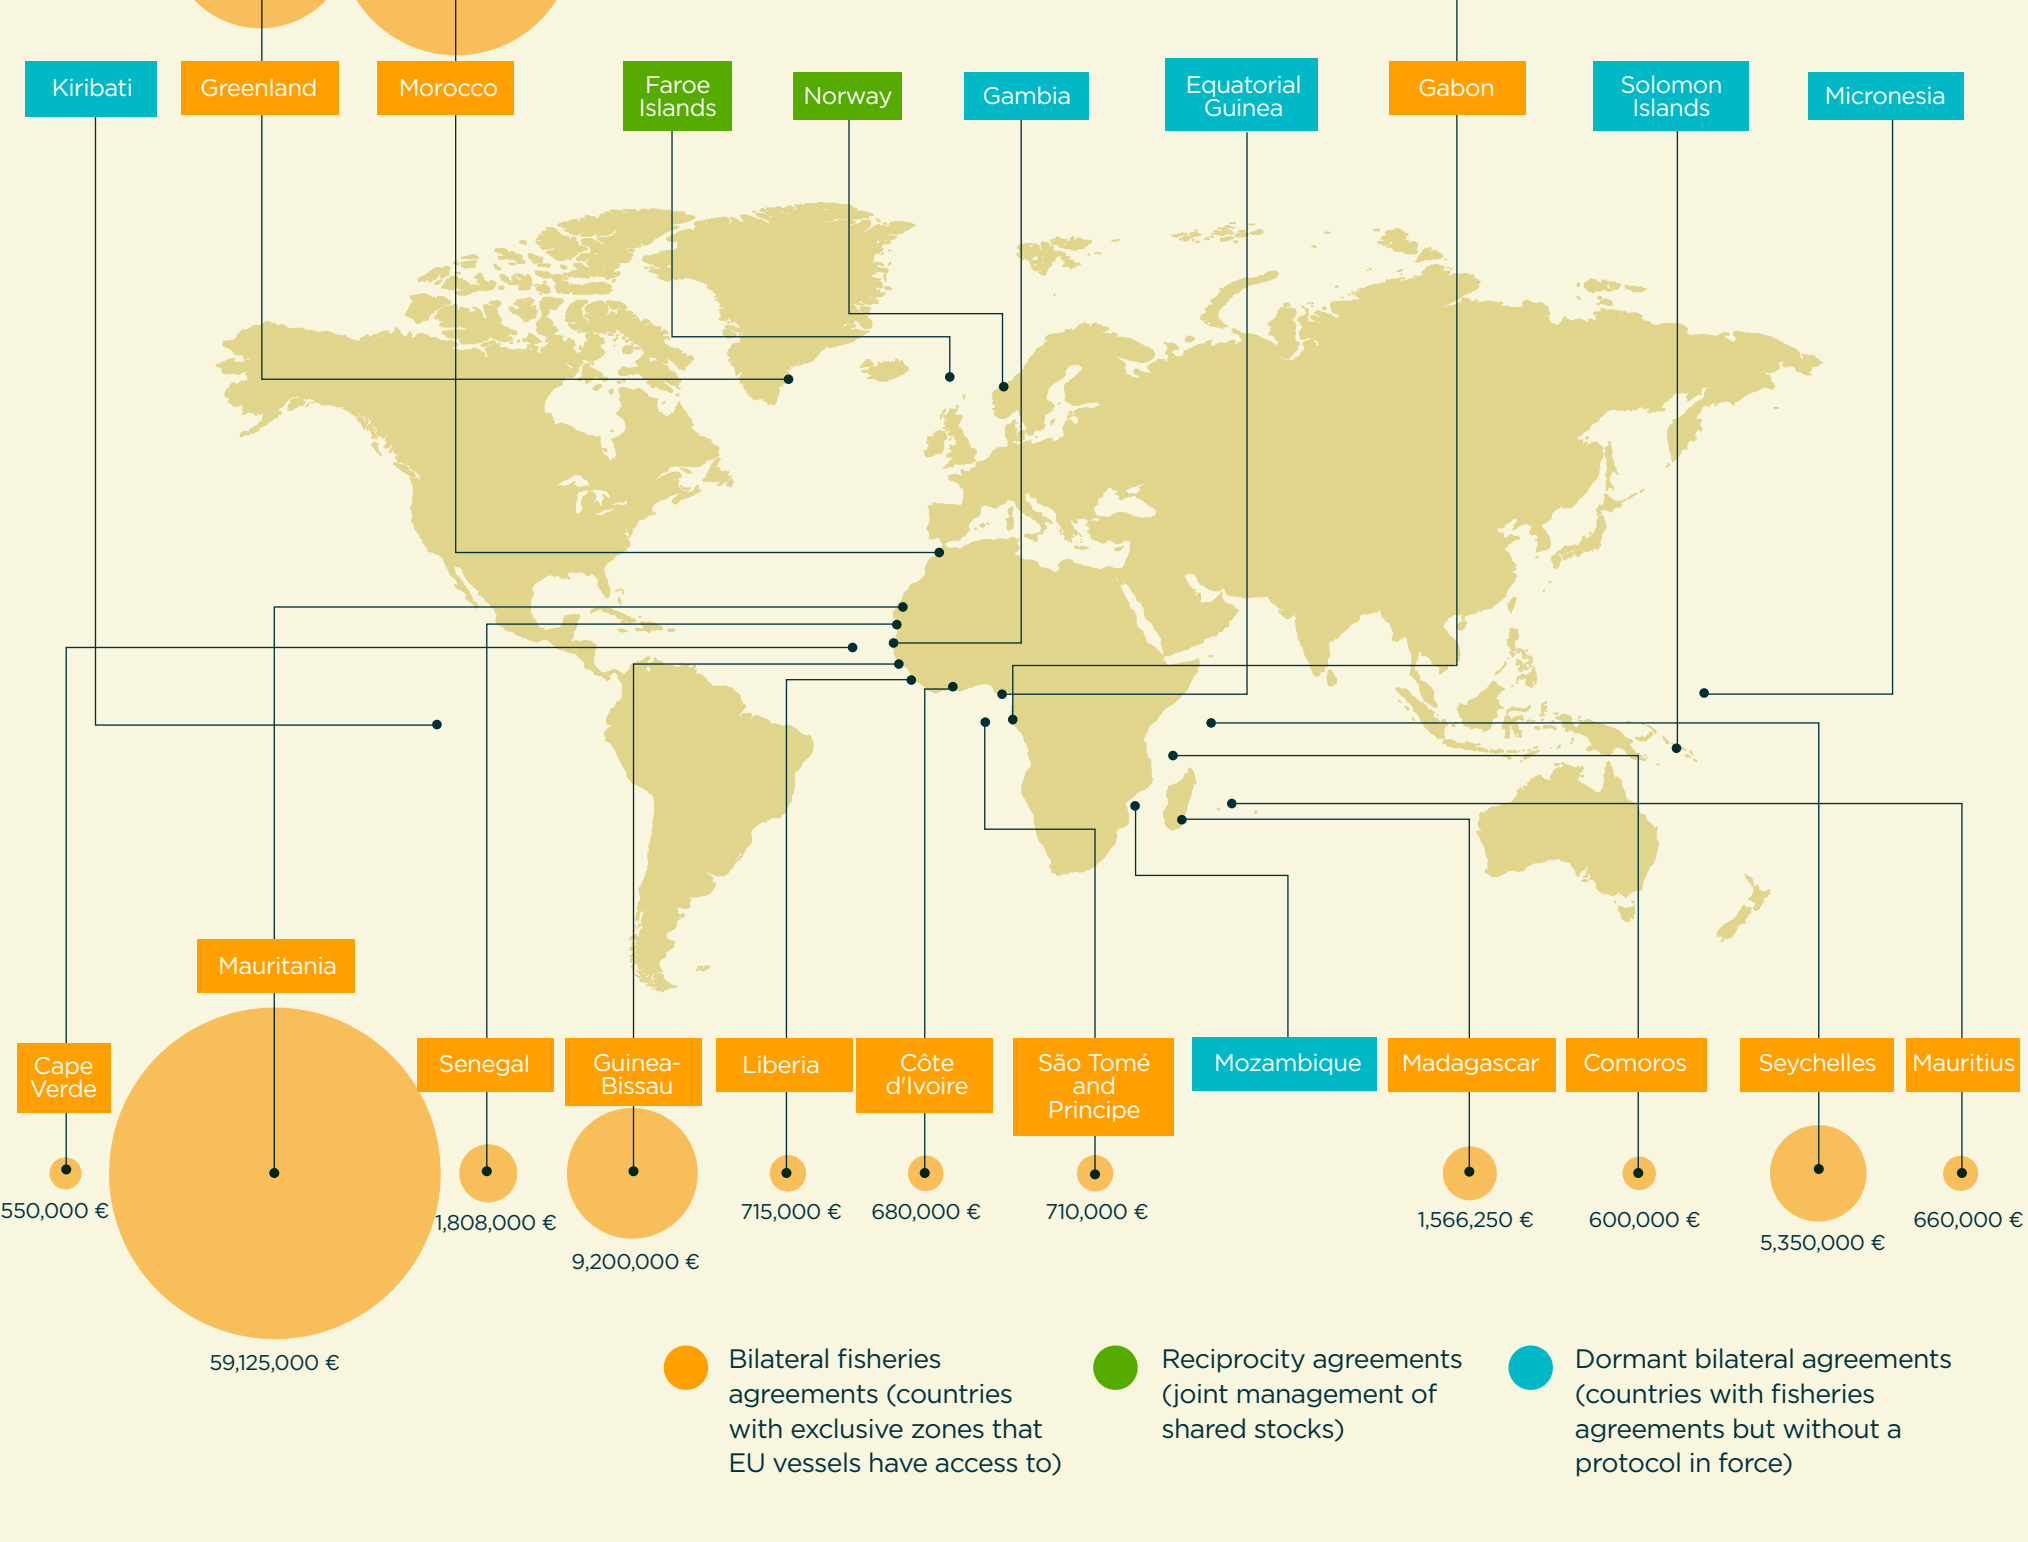 Kiribati
Greenland
Morocco
Faroe
Islands
Norway
Gambia
Equatorial
Guinea
Gabon
Solomon
Islands
Micronesia
Mauritania
Cape
Verde
Senegal
Guinea-
Bissau
Liberia
Côte
d'Ivoire
São Tomé
and
Principe
Mozambique
Madagascar
Comoros
Seychelles
Mauritius
550,000 €
1,808,000 €
9,200,000 €
715,000 €
680,000 €
710,000 €
1,566,250 €
600,000 €
5,350,000 €
660,000 €
59,125,000 €
Bilateral fisheries
agreements (countries
with exclusive zones that
EU vessels have access to)
Reciprocity agreements
(joint management of
shared stocks)
Dormant bilateral agreements
(countries with fisheries
agreements but without a
protocol in force)